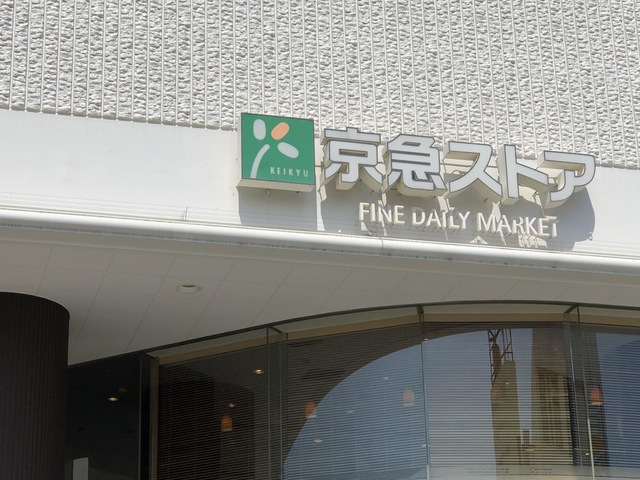 KEIKYU
京急ストア
FINE DAILY MARKET